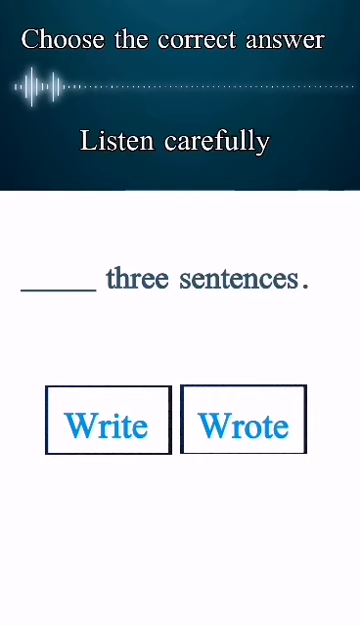 Choose the correct answer
Listen carefully
_____ three sentences.
Write Wrote